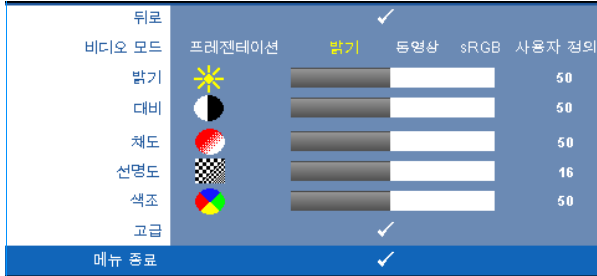 뒤로
비디오 모드 프레젠테이션 밝기 동영상 sRGB 사용자 정의
밝기 50
대비 50
채도 50
선명도 16
색조 50
고급
메뉴 종료